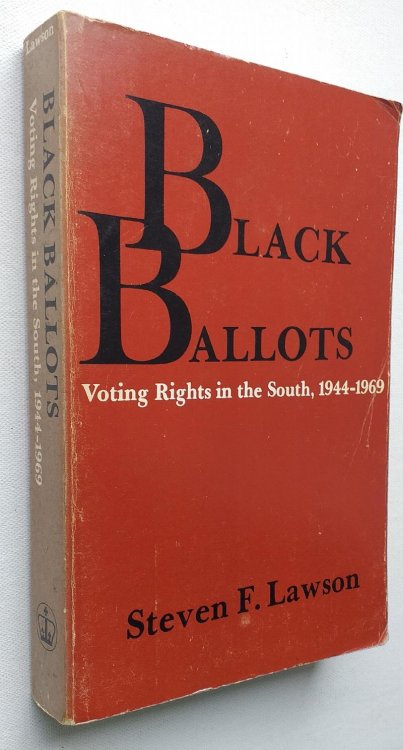 Lawson
BLACK BALLOTS
Voting Rights in the South, 1944-1969
BLACK
BALLOTS
Voting Rights in the South, 1944-1969
Steven F. Lawson